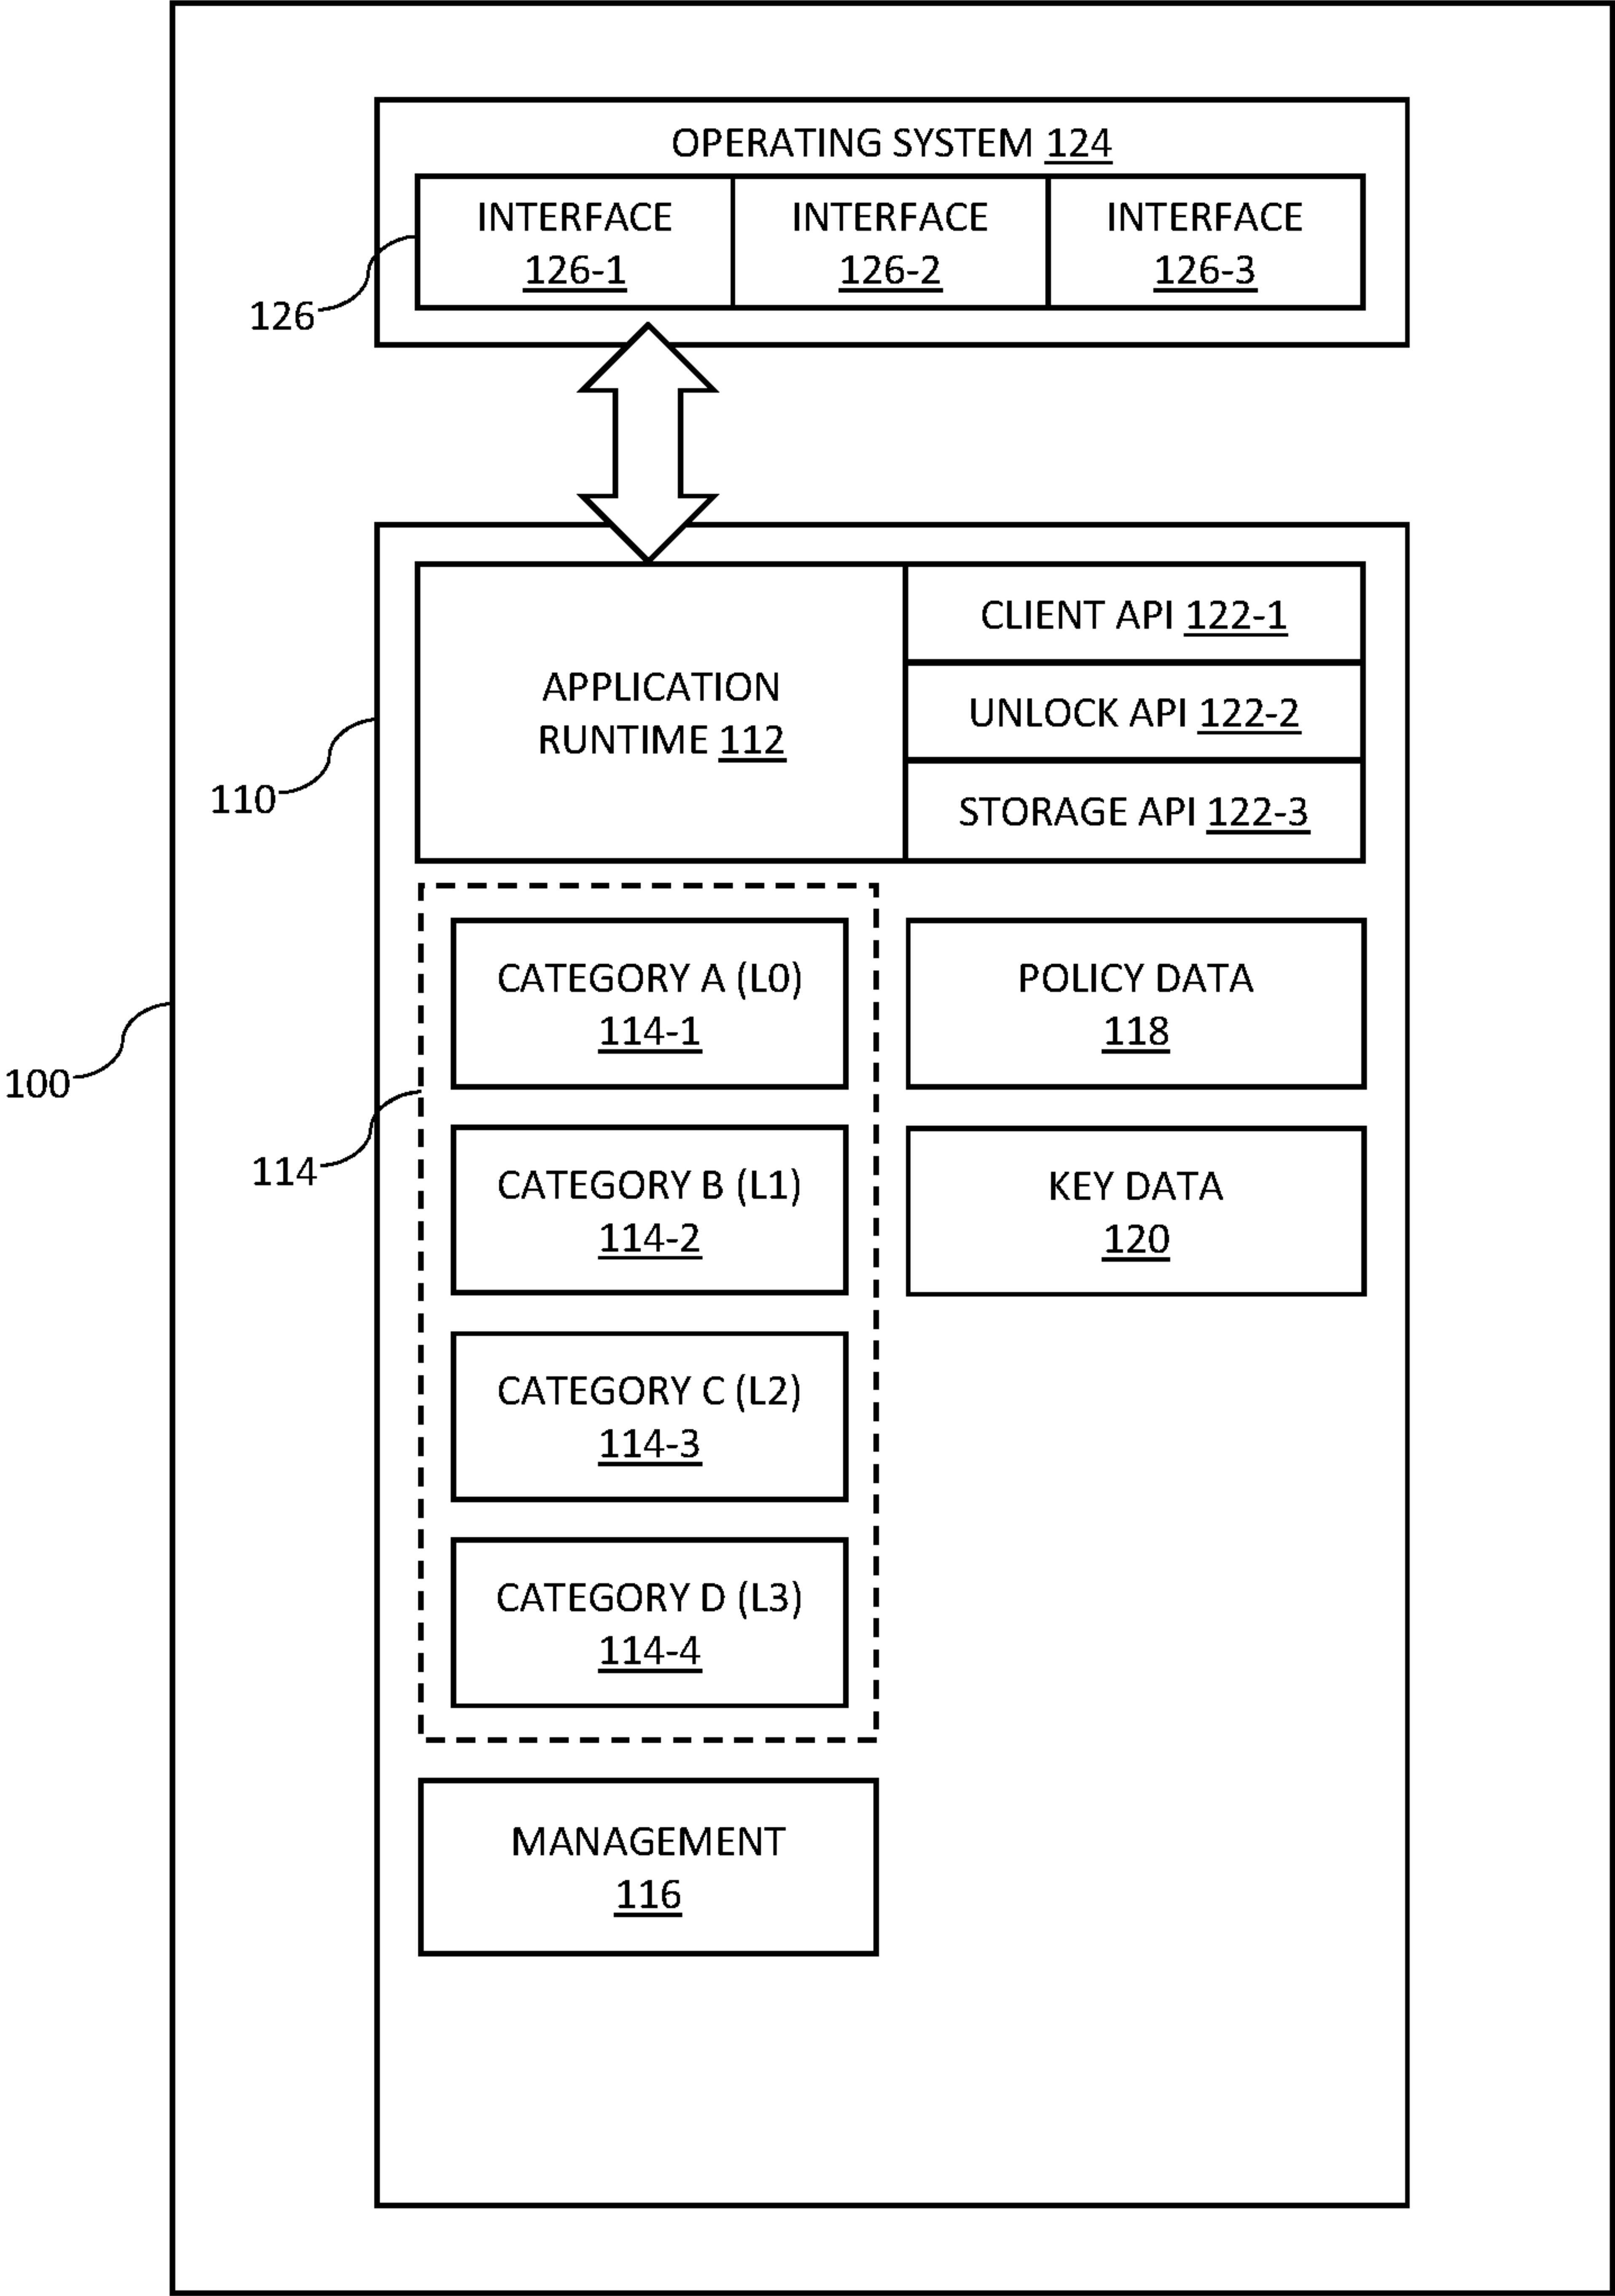 OPERATING SYSTEM 124
INTERFACE
126-1
INTERFACE
126-2
INTERFACE
126-3
126
APPLICATION
RUNTIME 112
CLIENT API 122-1
UNLOCK API 122-2
STORAGE API 122-3
110
CATEGORY A (L0)
114-1
POLICY DATA
118
100
114
CATEGORY B (L1)
114-2
KEY DATA
120
CATEGORY C (L2)
114-3
CATEGORY D (L3)
114-4
MANAGEMENT
116